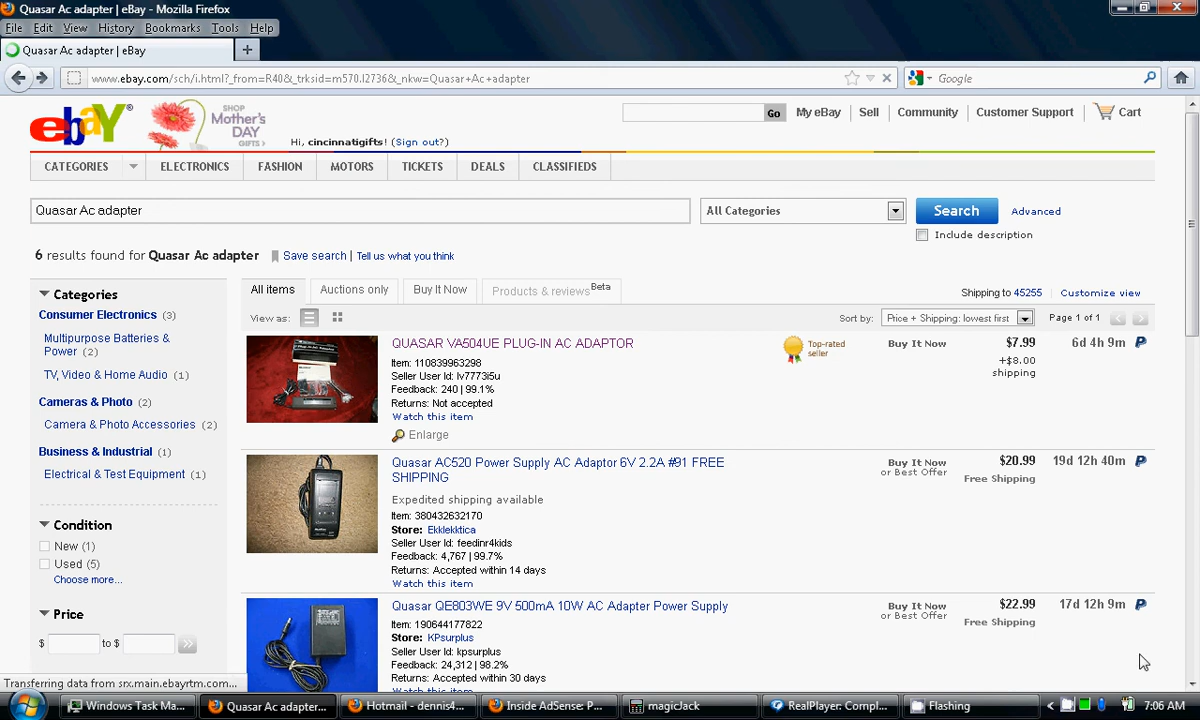 Quasar Ac adapter | eBay - Mozilla Firefox
File Edit View History Bookmarks Tools Help
Quasar Ac adapter | eBay
www.ebay.com/sch/i.html?_from=R40&_trksid=m570.l2736&_nkw=Quasar+Ac+adapter
Google
ebay®
SHOP
Mother's
DAY
GIFTS ▸
Hi, cincinnatigifts! (Sign out?)
Go
My eBay | Sell | Community | Customer Support | Cart
CATEGORIES ELECTRONICS FASHION MOTORS TICKETS DEALS CLASSIFIEDS
Quasar Ac adapter
All Categories
Search
Advanced
Include description
6 results found for Quasar Ac adapter
Save search | Tell us what you think
Categories
Consumer Electronics (3)
Multipurpose Batteries &
Power (2)
TV, Video & Home Audio (1)
Cameras & Photo (2)
Camera & Photo Accessories (2)
Business & Industrial (1)
Electrical & Test Equipment (1)
Condition
New (1)
Used (5)
Choose more...
Price
$ to $ >>
All items Auctions only Buy It Now Products & reviews Beta
Shipping to 45255 | Customize view
View as:
Sort by: Price + Shipping: lowest first
Page 1 of 1
QUASAR VA504UE PLUG-IN AC ADAPTOR
Item: 110839963298
Seller User Id: lv7773i5u
Feedback: 240 | 99.1%
Returns: Not accepted
Watch this item
Enlarge
Top-rated
seller
Buy It Now
$7.99
+$8.00
shipping
6d 4h 9m
Quasar AC520 Power Supply AC Adaptor 6V 2.2A #91 FREE
SHIPPING
Expedited shipping available
Item: 380432632170
Store: Ekklekktica
Seller User Id: feedinr4kids
Feedback: 4,767 | 99.7%
Returns: Accepted within 14 days
Watch this item
Buy It Now
or Best Offer
$20.99
Free Shipping
19d 12h 40m
Quasar QE803WE 9V 500mA 10W AC Adapter Power Supply
Item: 190644177822
Store: KPsurplus
Seller User Id: kpsurplus
Feedback: 24,312 | 98.2%
Returns: Accepted within 30 days
Watch this item
Buy It Now
or Best Offer
$22.99
Free Shipping
17d 12h 9m
Transferring data from srx.main.ebayrtm.com...
Windows Task Ma...
Quasar Ac adapter...
Hotmail - dennis4...
Inside AdSense: P...
magicJack
RealPlayer: Compl...
Flashing
7:06 AM